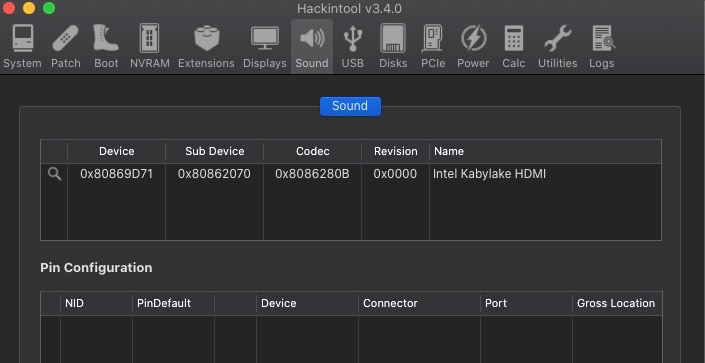 Hackintool v3.4.0
System Patch Boot NVRAM Extensions Displays Sound USB Disks PCIe Power Calc Utilities Logs
Sound
Device Sub Device Codec Revision Name
0x80869D71 0x80862070 0x8086280B 0x0000 Intel Kabylake HDMI
Pin Configuration
NID PinDefault Device Connector Port Gross Location